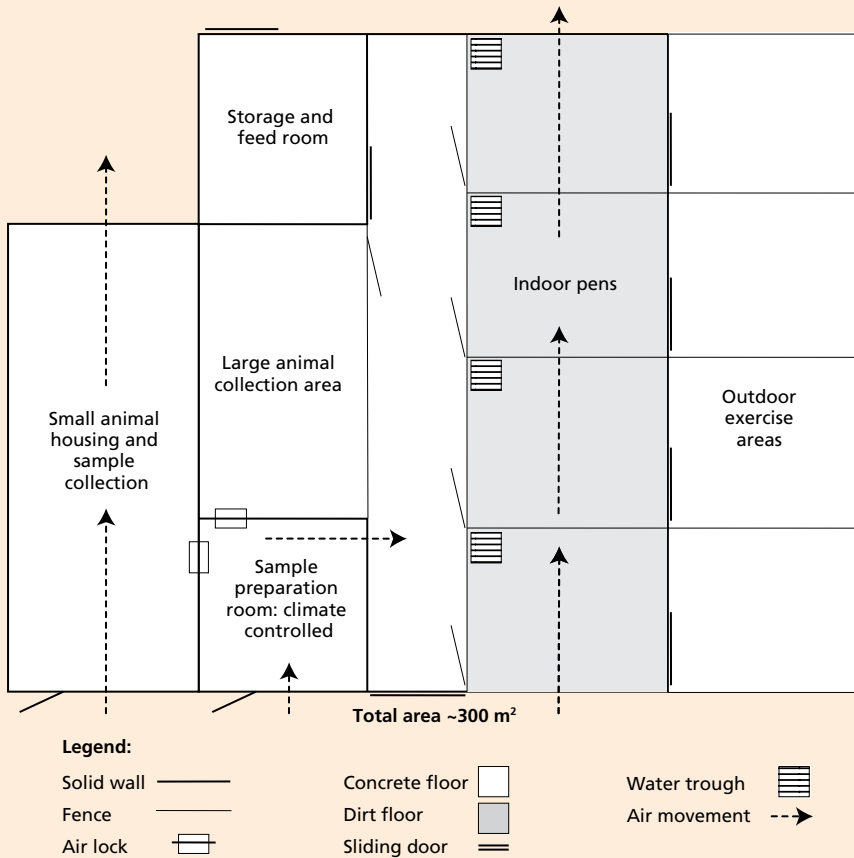 Storage and
feed room
Indoor pens
Large animal
collection area
Small animal
housing and
sample
collection
Outdoor
exercise
areas
Sample
preparation
room: climate
controlled
Total area ~300 m²
Legend:
Solid wall
Fence
Air lock
Concrete floor
Dirt floor
Sliding door
Water trough
Air movement